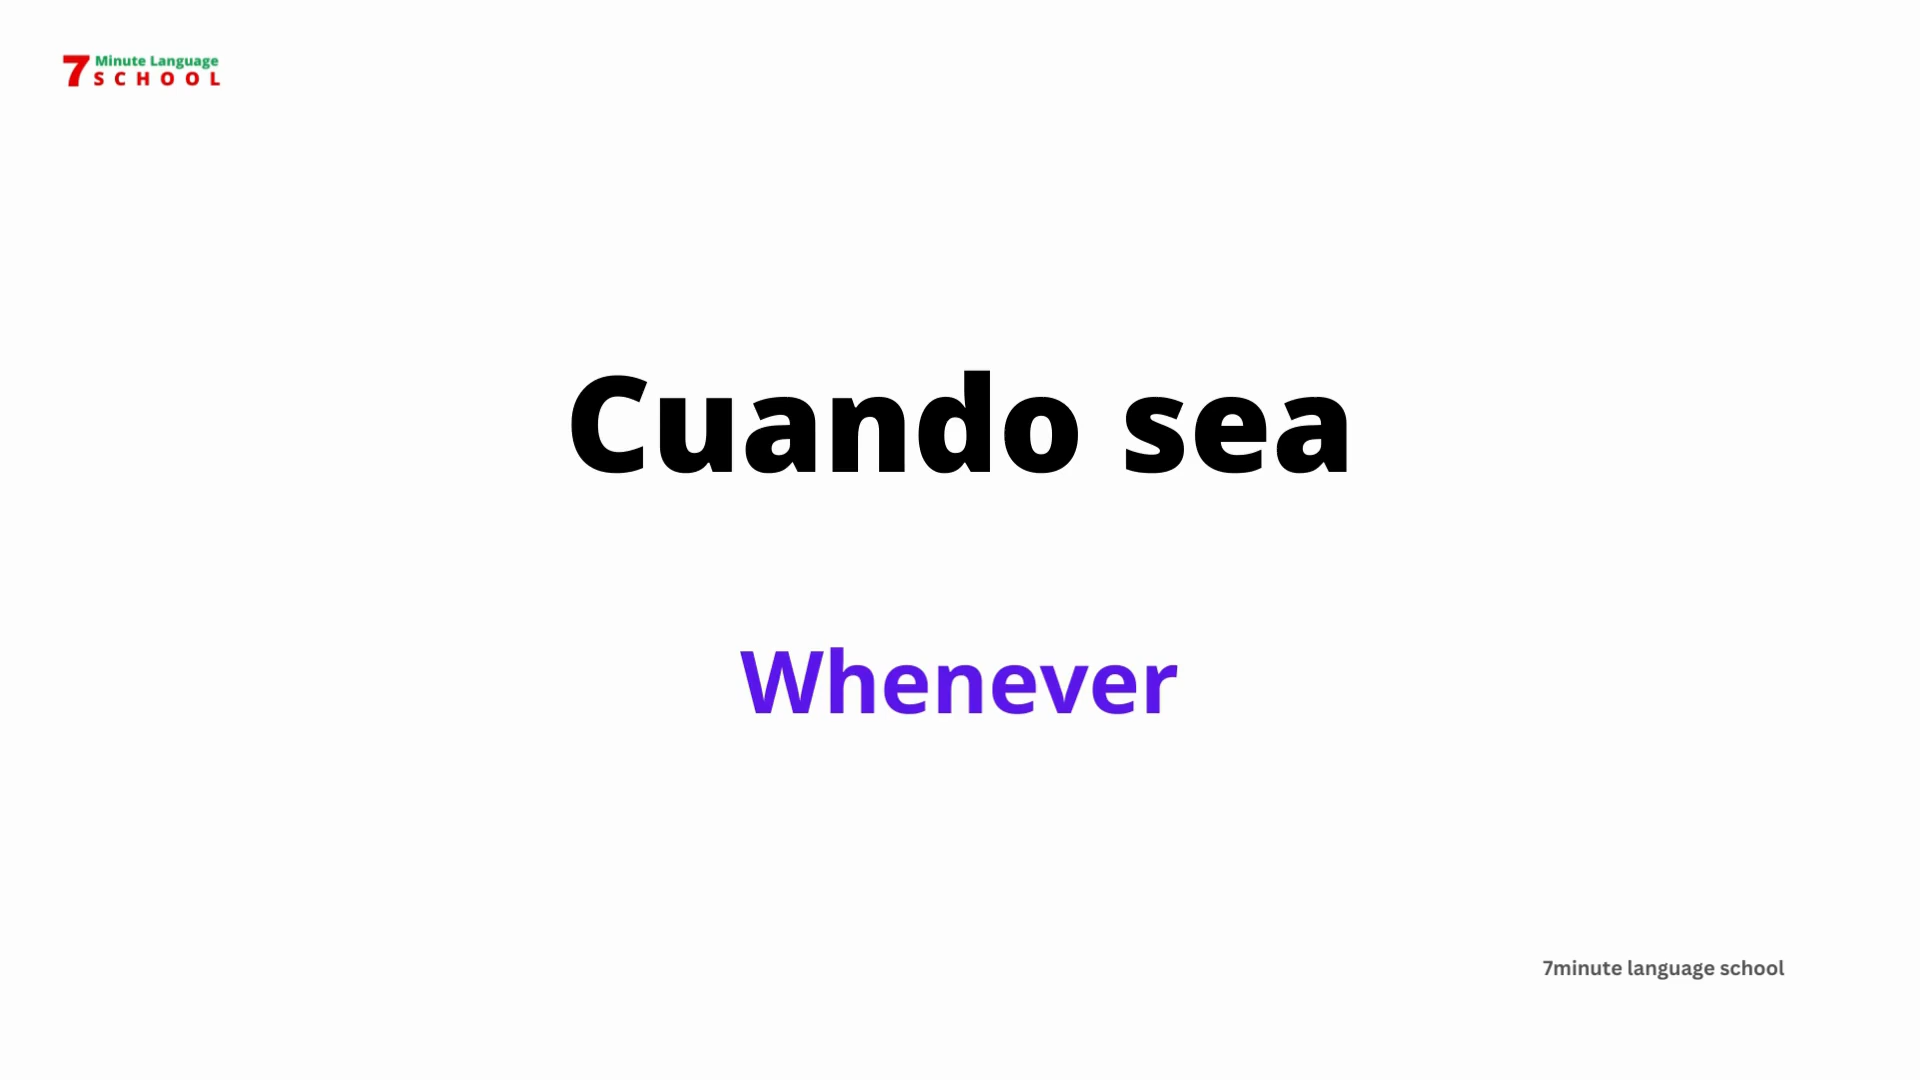 7 Minute Language
SCHOOL
Cuando sea
Whenever
7minute language school